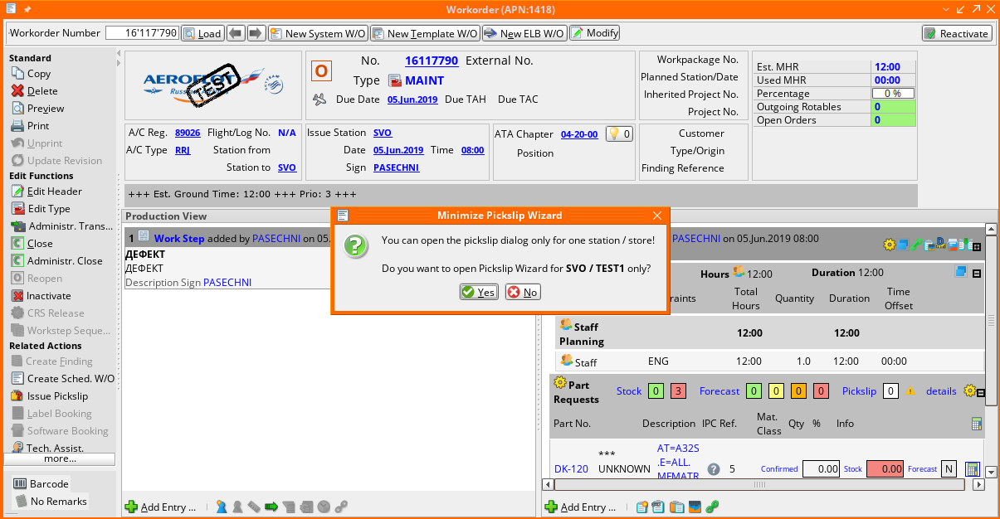 Workorder (APN:1418)
Workorder Number 16'117'790 Load New System W/O New Template W/O New ELB W/O Modify Reactivate
Standard
Copy
Delete
Preview
Print
Unprint
Update Revision
Edit Functions
Edit Header
Edit Type
Administr. Trans...
Close
Administr. Close
Reopen
Inactivate
CRS Release
Workstep Seque...
Related Actions
Create Finding
Create Sched. W/O
Issue Pickslip
Label Booking
Software Booking
Tech. Assist.
more...
Barcode
No Remarks
AEROFLOT
TEST
No. 16117790 External No.
Type MAINT
Due Date 05.Jun.2019 Due TAH Due TAC
Workpackage No.
Planned Station/Date
Inherited Project No.
Project No.
Est. MHR 12:00
Used MHR 00:00
Percentage 0 %
Outgoing Rotables 0
Open Orders 0
A/C Reg. 89026 Flight/Log No. N/A
A/C Type RRJ Station from
Station to SVO
Issue Station SVO
Date 05.Jun.2019 Time 08:00
Sign PASECHNI
ATA Chapter 04-20-00 0
Position
Customer
Type/Origin
Finding Reference
+++ Est. Ground Time: 12:00 +++ Prio: 3 +++
Production View
1 Work Step added by PASECHNI on 05.
ДЕФЕКТ
ДЕФЕКТ
Description Sign PASECHNI
Add Entry ...
Minimize Pickslip Wizard
You can open the pickslip dialog only for one station / store!
Do you want to open Pickslip Wizard for SVO / TEST1 only?
Yes No
PASECHNI on 05.Jun.2019 08:00
Hours 12:00 Duration 12:00
raints Total Hours Quantity Duration Time Offset
Staff Planning 12:00 12:00
Staff ENG 12:00 1.0 12:00 00:00
Part Requests Stock 0 3 Forecast 0 0 0 0 Pickslip 0 details
Part No. Description IPC Ref. Mat. Class Qty % Info
DK-120 *** UNKNOWN AT=A32S .E=ALL. MFMATR 5 Confirmed 0.00 Stock 0.00 Forecast N
Add Entry ...